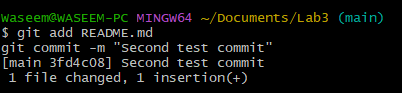 Waseem@WASEEM-PC MINGW64 ~/Documents/Lab3 (main)
$ git add README.md
git commit -m "Second test commit"
[main 3fd4c08] Second test commit
 1 file changed, 1 insertion(+)